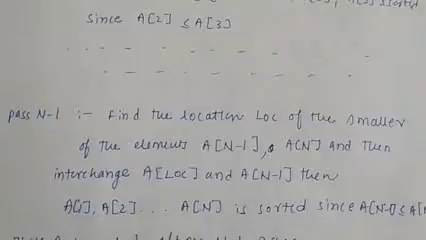 sorted
since A[2] ≤ A[3]
Pass N-1 :- Find the location Loc of the smaller
of the elements A[N-1], A[N] and then
interchange A[Loc] and A[N-1] then
A[1], A[2] ... A[N] is sorted since A[N-1] ≤ A[